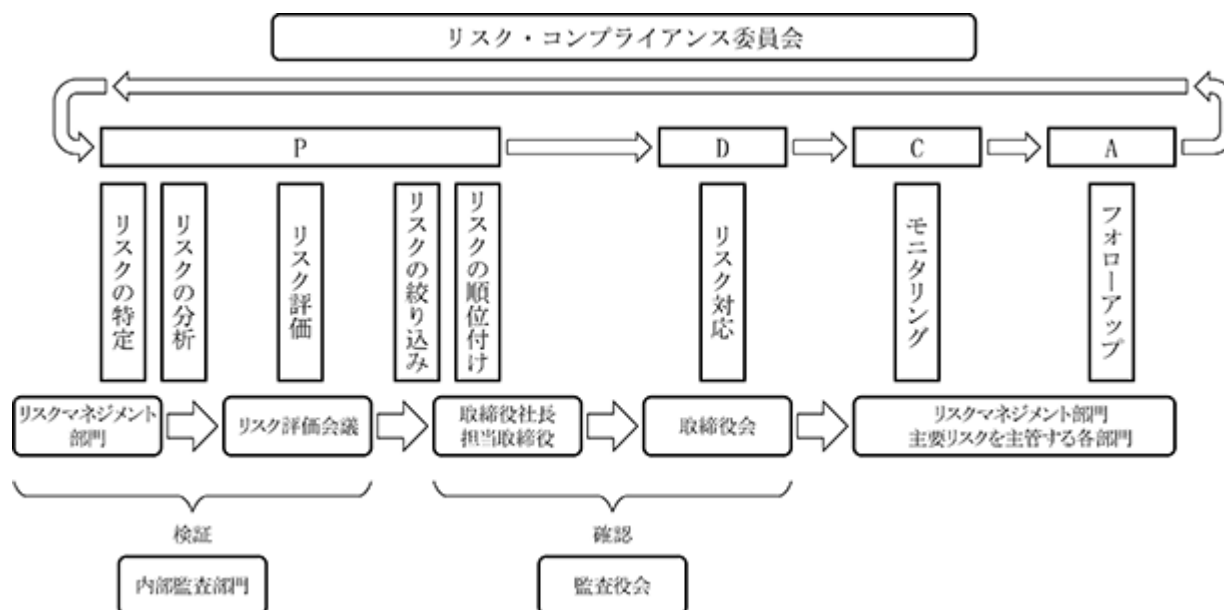 リスク・コンプライアンス委員会
P
D
C
A
リスクの特定
リスクの分析
リスク評価
リスクの絞り込み
リスクの順位付け
リスク対応
モニタリング
フォローアップ
リスクマネジメント
部門
リスク評価会議
取締役社長
担当取締役
取締役会
リスクマネジメント部門
主要リスクを主管する各部門
検証
確認
内部監査部門
監査役会